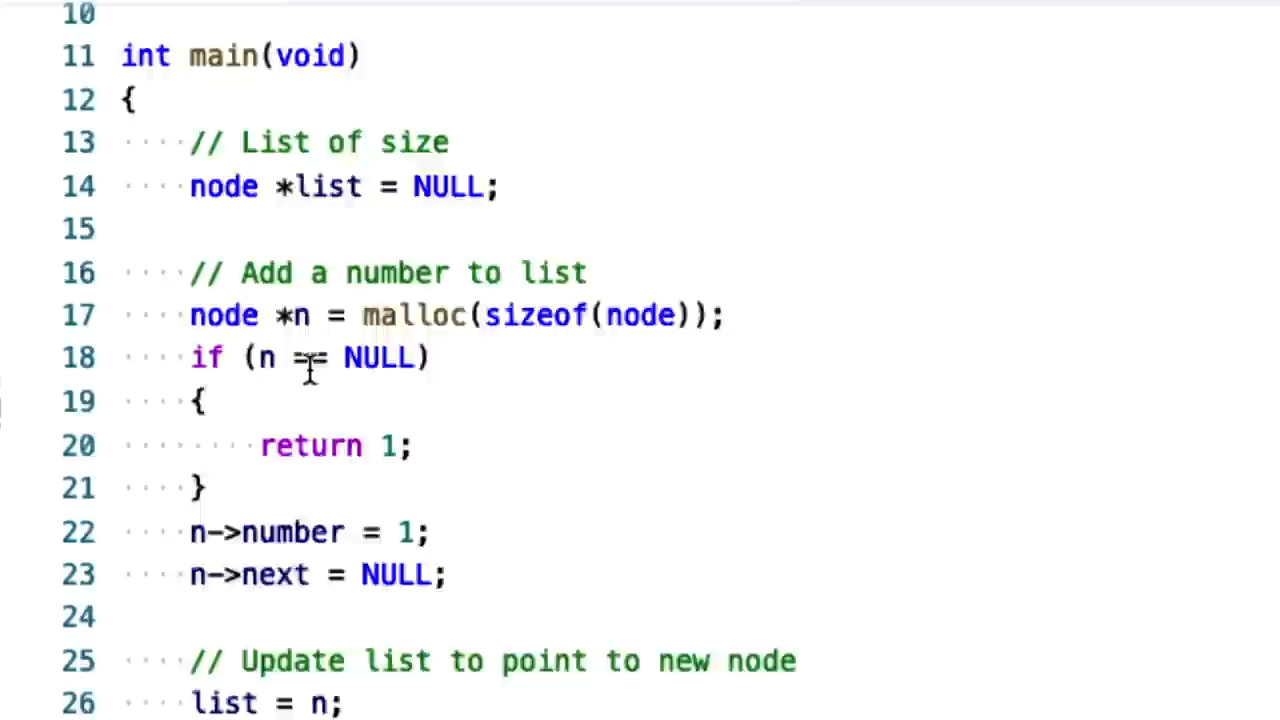 10
11 int main(void)
12 {
13 // List of size
14 node *list = NULL;
15
16 // Add a number to list
17 node *n = malloc(sizeof(node));
18 if (n == NULL)
19 {
20 return 1;
21 }
22 n->number = 1;
23 n->next = NULL;
24
25 // Update list to point to new node
26 list = n;